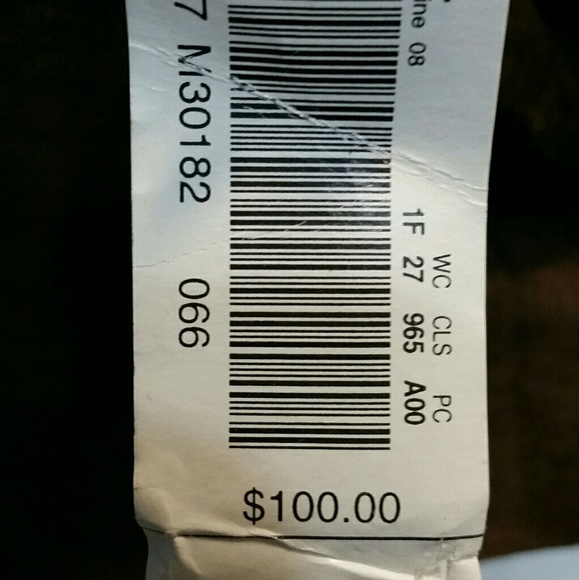 ine 08
WC CLS PC
1F 27 965 A00
7 M30182 066
$100.00